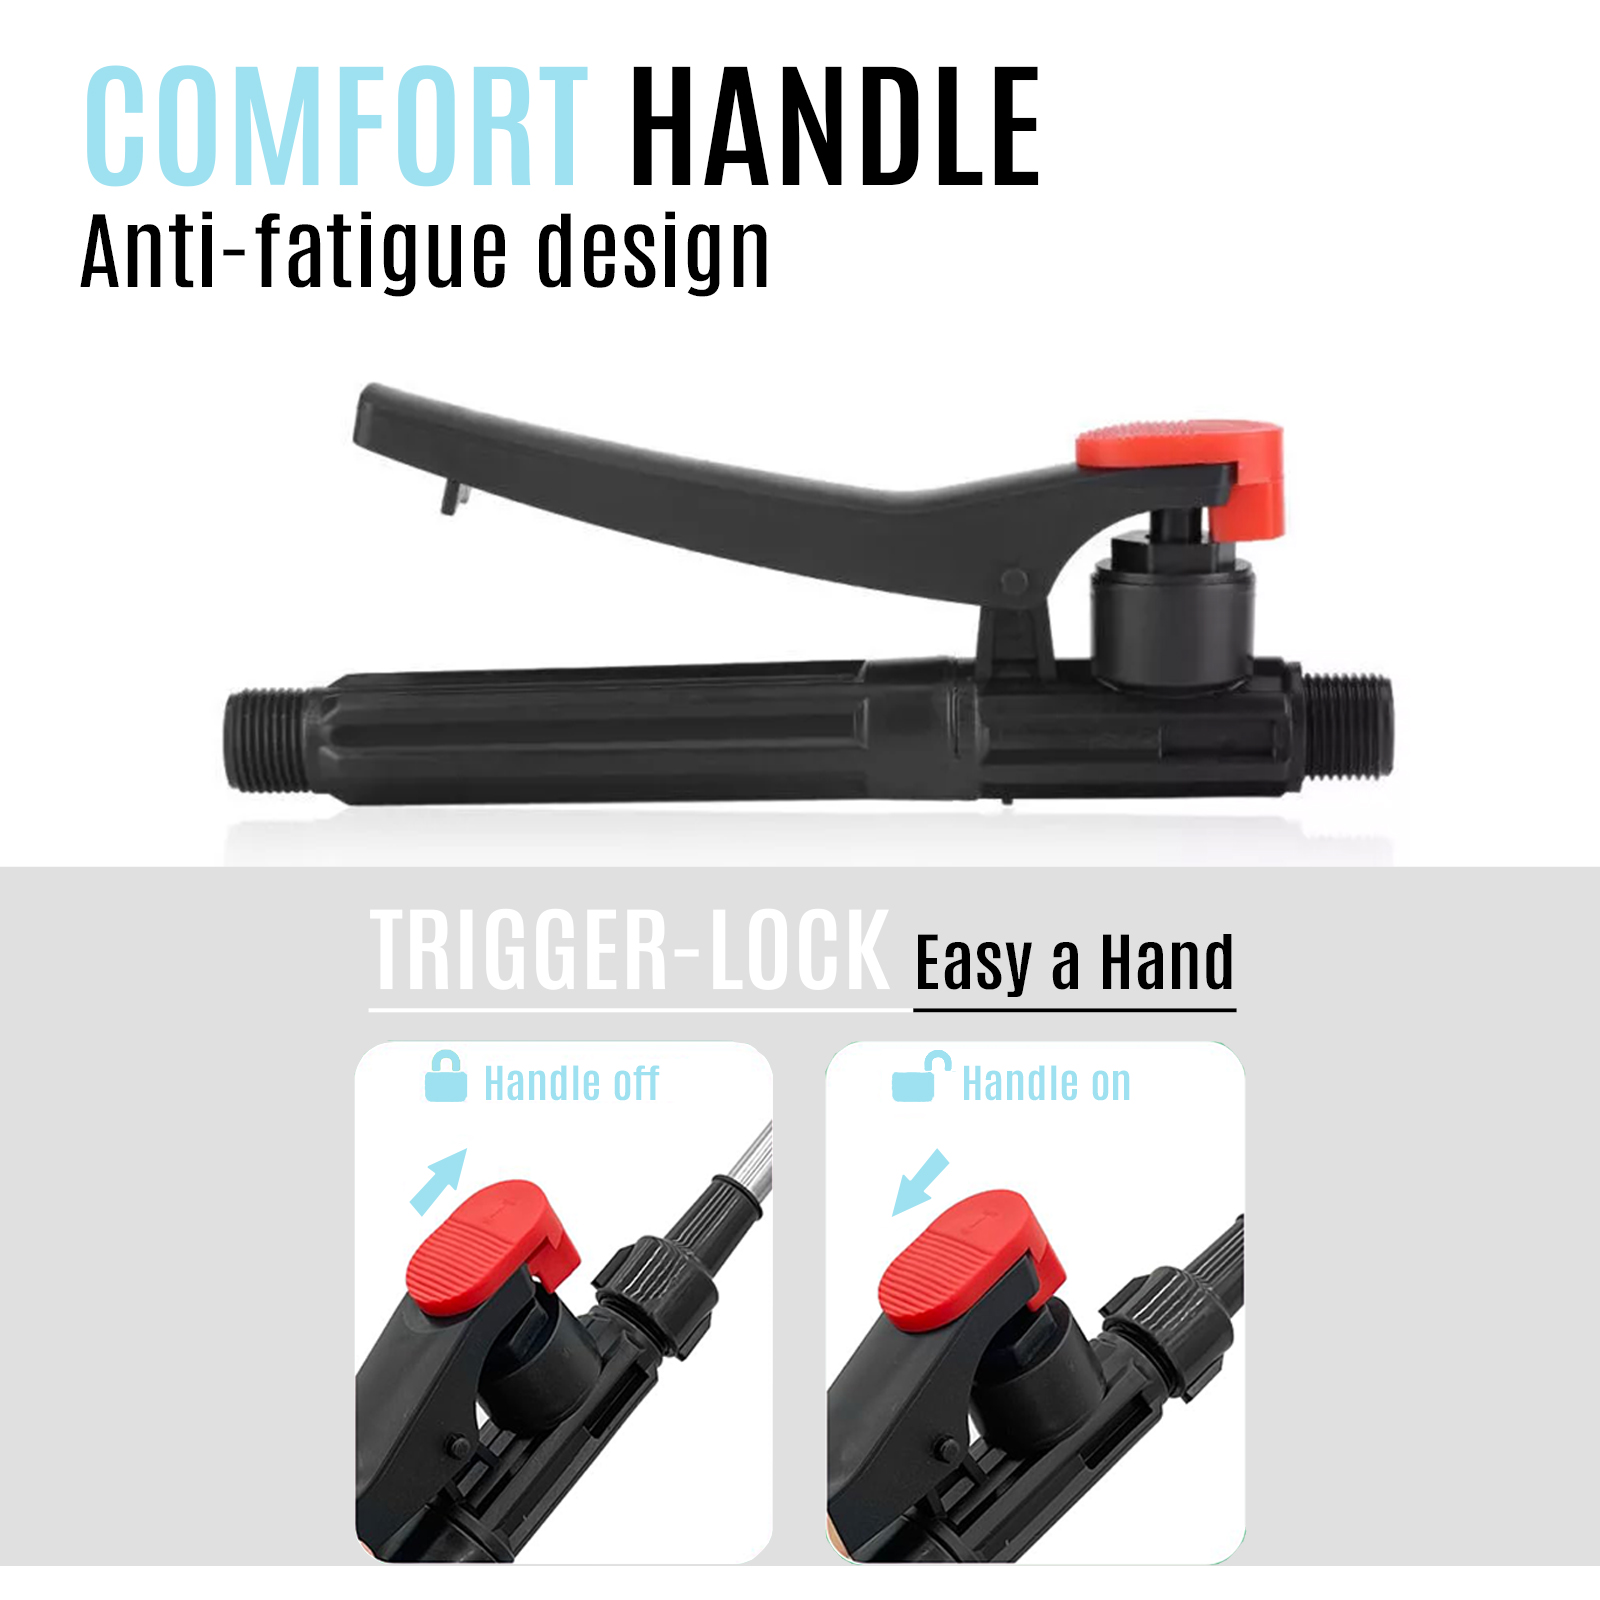 COMFORT HANDLE
Anti-fatigue design
TRIGGER-LOCK Easy a Hand
Handle off
Handle on